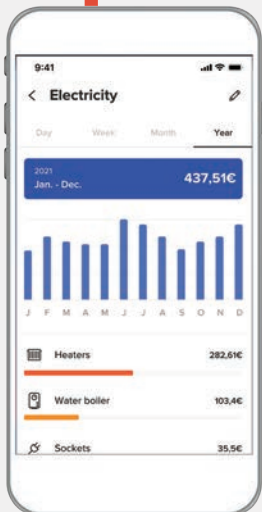 9:41
Electricity
Day Week Month Year
2021
Jan. - Dec.
437,51€
J F M A M J J A S O N D
Heaters 282,61€
Water boiler 103,4€
Sockets 35,5€